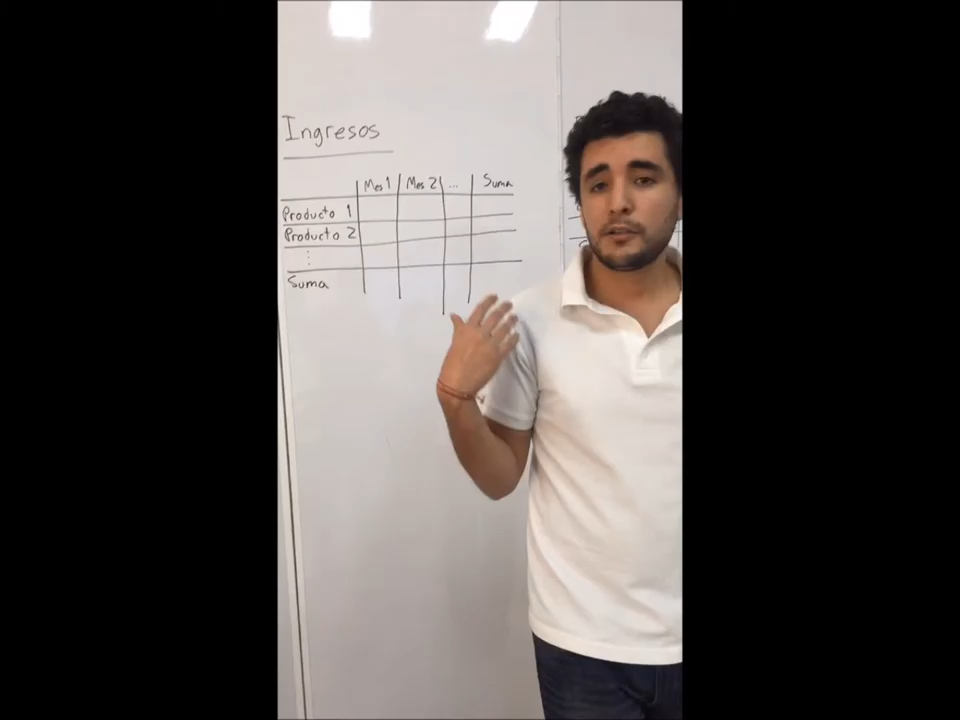 Ingresos
Mes 1 Mes 2 ... Suma
Producto 1
Producto 2
⋮
Suma